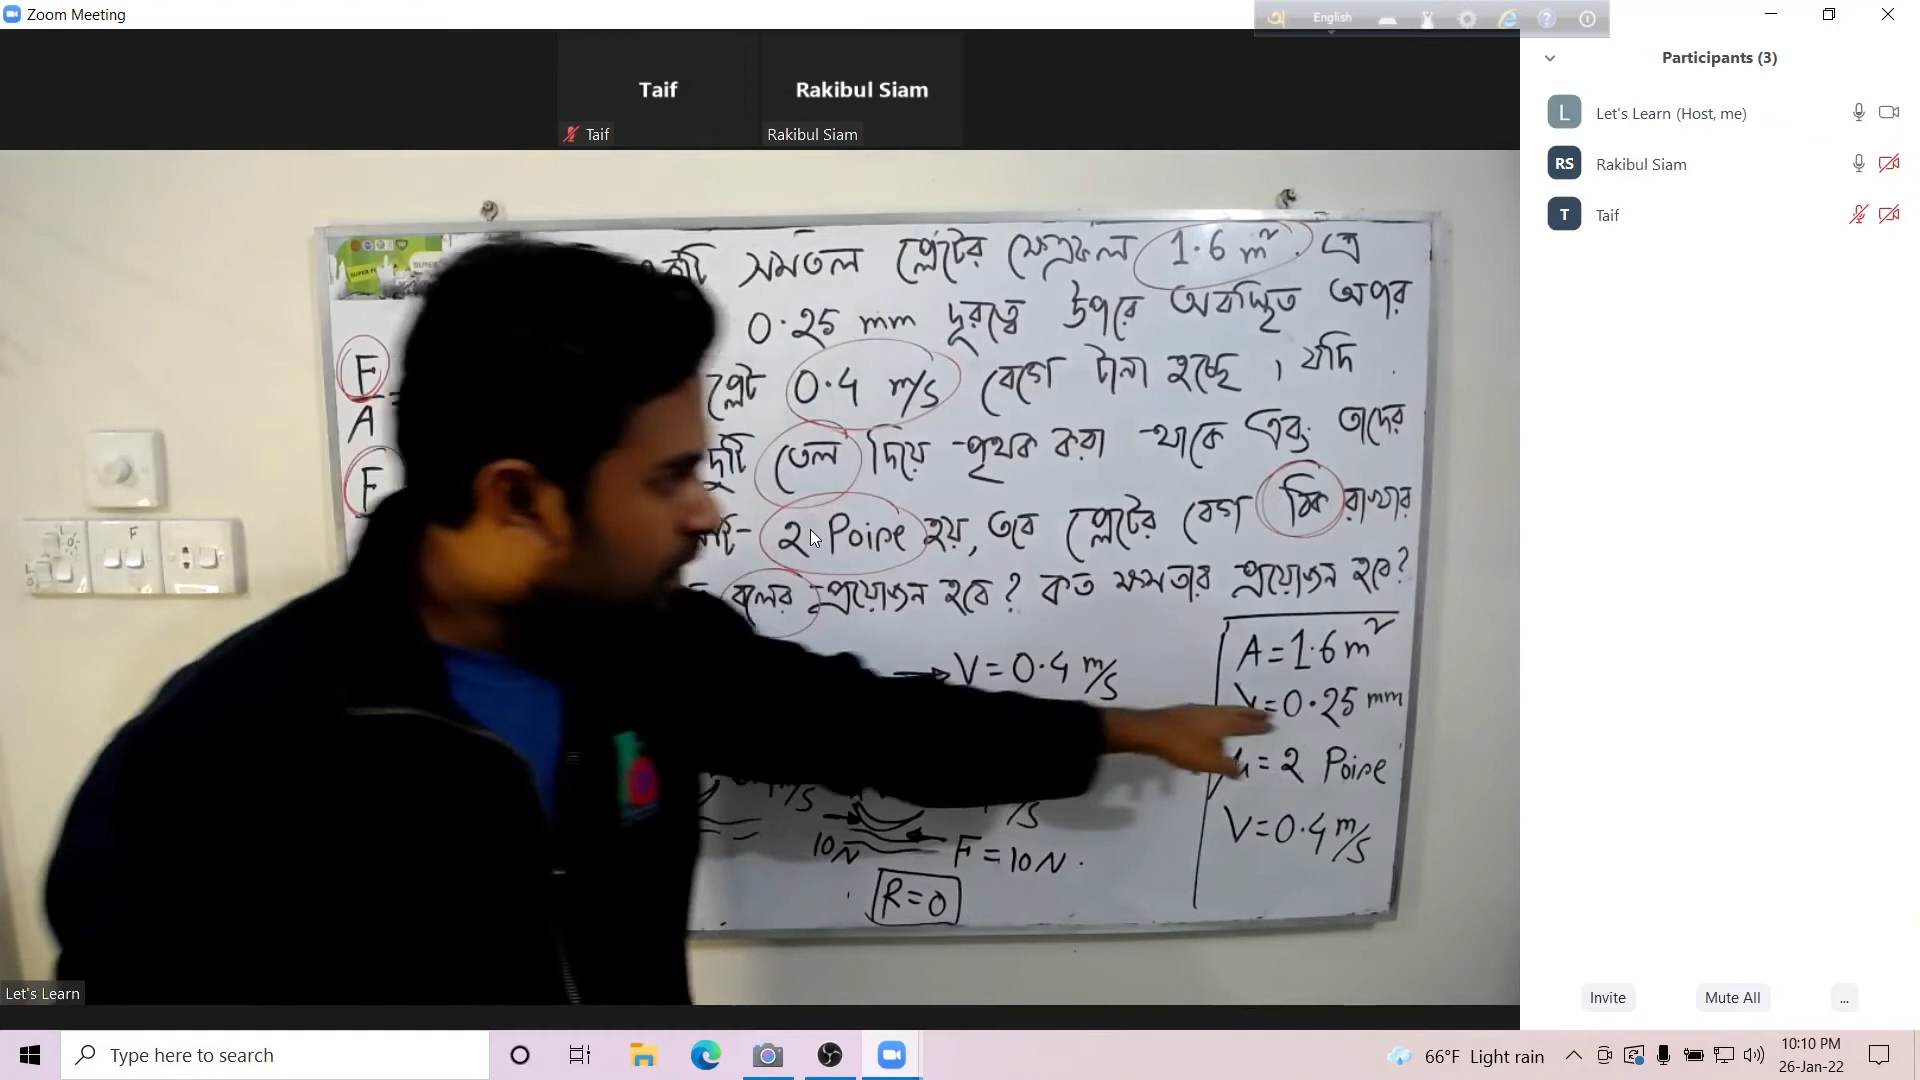 Zoom Meeting
English
Taif
Rakibul Siam
Taif
Rakibul Siam
Participants (3)
L Let's Learn (Host, me)
RS Rakibul Siam
T Taif
সমতল প্লেটের ক্ষেত্রফল 1.6 m². এ
0.২5 mm দূরত্বে উপরে অবস্থিত অপর
প্লেট 0.4 m/s বেগে টানা হচ্ছে । যদি
দুটি তেল দিয়ে পৃথক করা থাকে এবং তাদের
২ Poise হয়, তবে প্লেটের বেগ ঠিক রাখার
বলের প্রয়োজন হবে? কত ক্ষমতার প্রয়োজন হবে?
F
A
F
V = 0.4 m/s
A = 1.6 m²
= 0.25 mm
= 2 Poise
V = 0.4 m/s
10N
F = 10N.
R = 0
Let's Learn
Invite
Mute All
...
Type here to search
66°F Light rain
10:10 PM
26-Jan-22